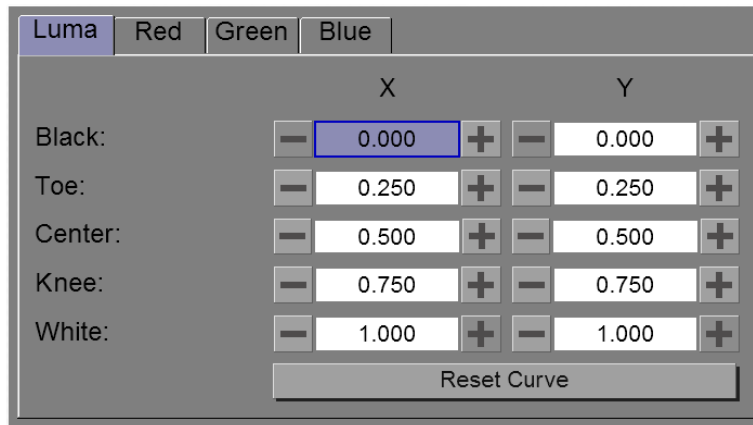 Luma Red Green Blue
X Y
Black: 0.000 0.000
Toe: 0.250 0.250
Center: 0.500 0.500
Knee: 0.750 0.750
White: 1.000 1.000
Reset Curve